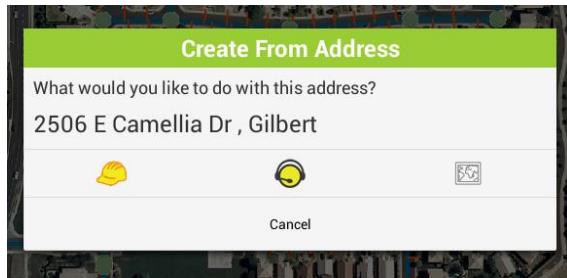 Create From Address
What would you like to do with this address?
2506 E Camellia Dr , Gilbert
Cancel